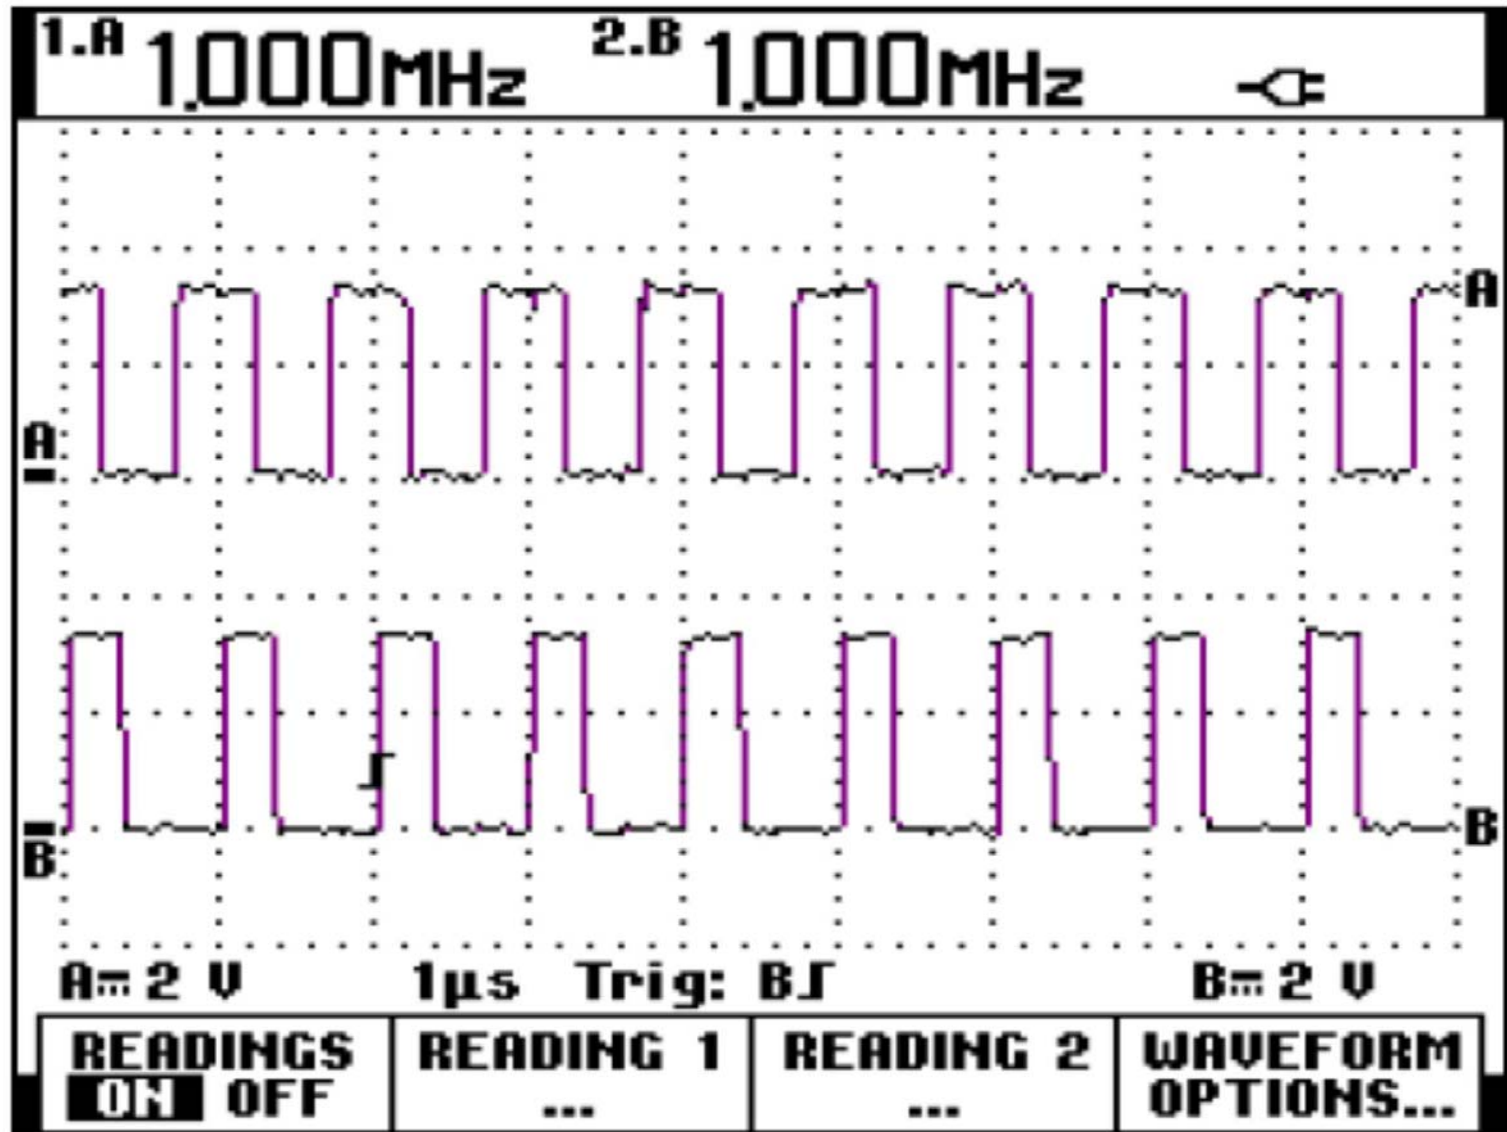 1.A 1.000MHz 2.B 1.000MHz
A
A
B
B
A⎓2 V 1µs Trig: B∫ B⎓2 V
READINGS READING 1 READING 2 WAVEFORM
ON OFF ... ... OPTIONS...